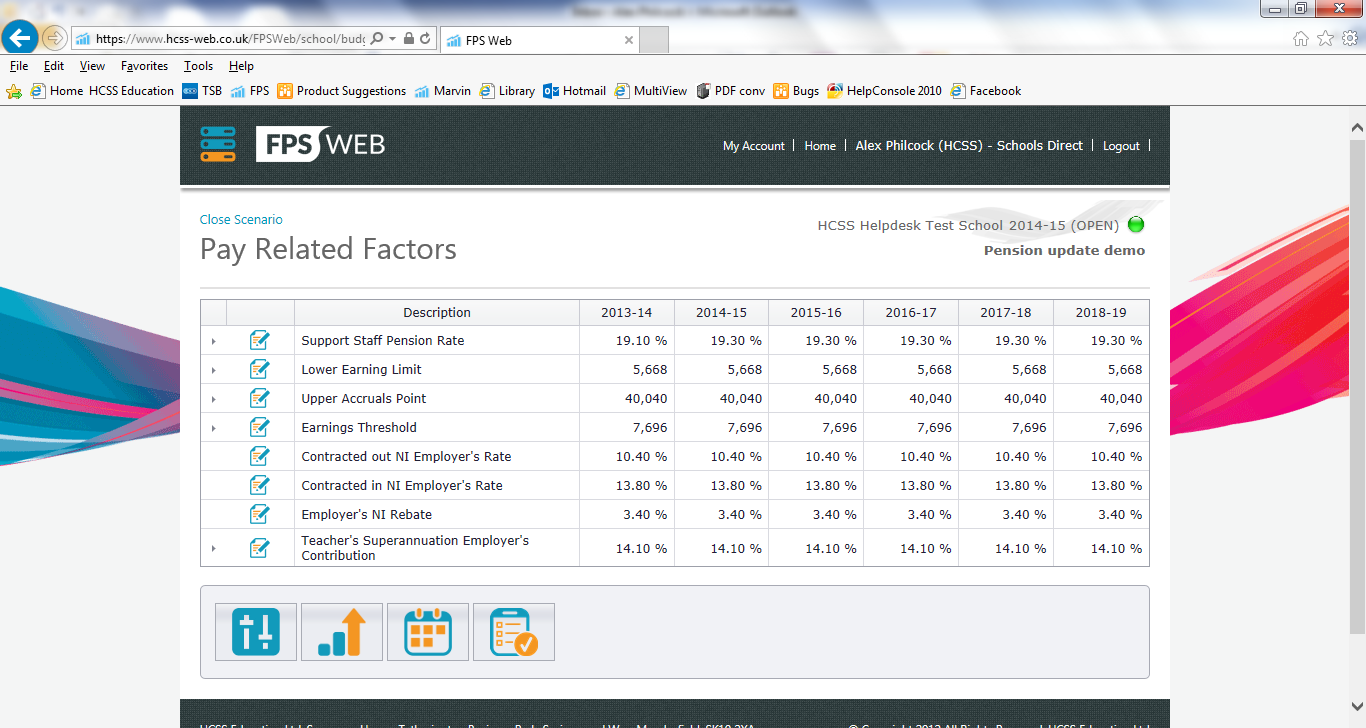 https://www.hcss-web.co.uk/FPSWeb/school/budg
FPS Web
File Edit View Favorites Tools Help
Home HCSS Education TSB FPS Product Suggestions Marvin Library Hotmail MultiView PDF conv Bugs HelpConsole 2010 Facebook
FPS WEB
My Account | Home | Alex Philcock (HCSS) - Schools Direct | Logout |
Close Scenario
HCSS Helpdesk Test School 2014-15 (OPEN)
Pay Related Factors
Pension update demo
Description 2013-14 2014-15 2015-16 2016-17 2017-18 2018-19
Support Staff Pension Rate 19.10 % 19.30 % 19.30 % 19.30 % 19.30 % 19.30 %
Lower Earning Limit 5,668 5,668 5,668 5,668 5,668 5,668
Upper Accruals Point 40,040 40,040 40,040 40,040 40,040 40,040
Earnings Threshold 7,696 7,696 7,696 7,696 7,696 7,696
Contracted out NI Employer's Rate 10.40 % 10.40 % 10.40 % 10.40 % 10.40 % 10.40 %
Contracted in NI Employer's Rate 13.80 % 13.80 % 13.80 % 13.80 % 13.80 % 13.80 %
Employer's NI Rebate 3.40 % 3.40 % 3.40 % 3.40 % 3.40 % 3.40 %
Teacher's Superannuation Employer's
Contribution 14.10 % 14.10 % 14.10 % 14.10 % 14.10 % 14.10 %